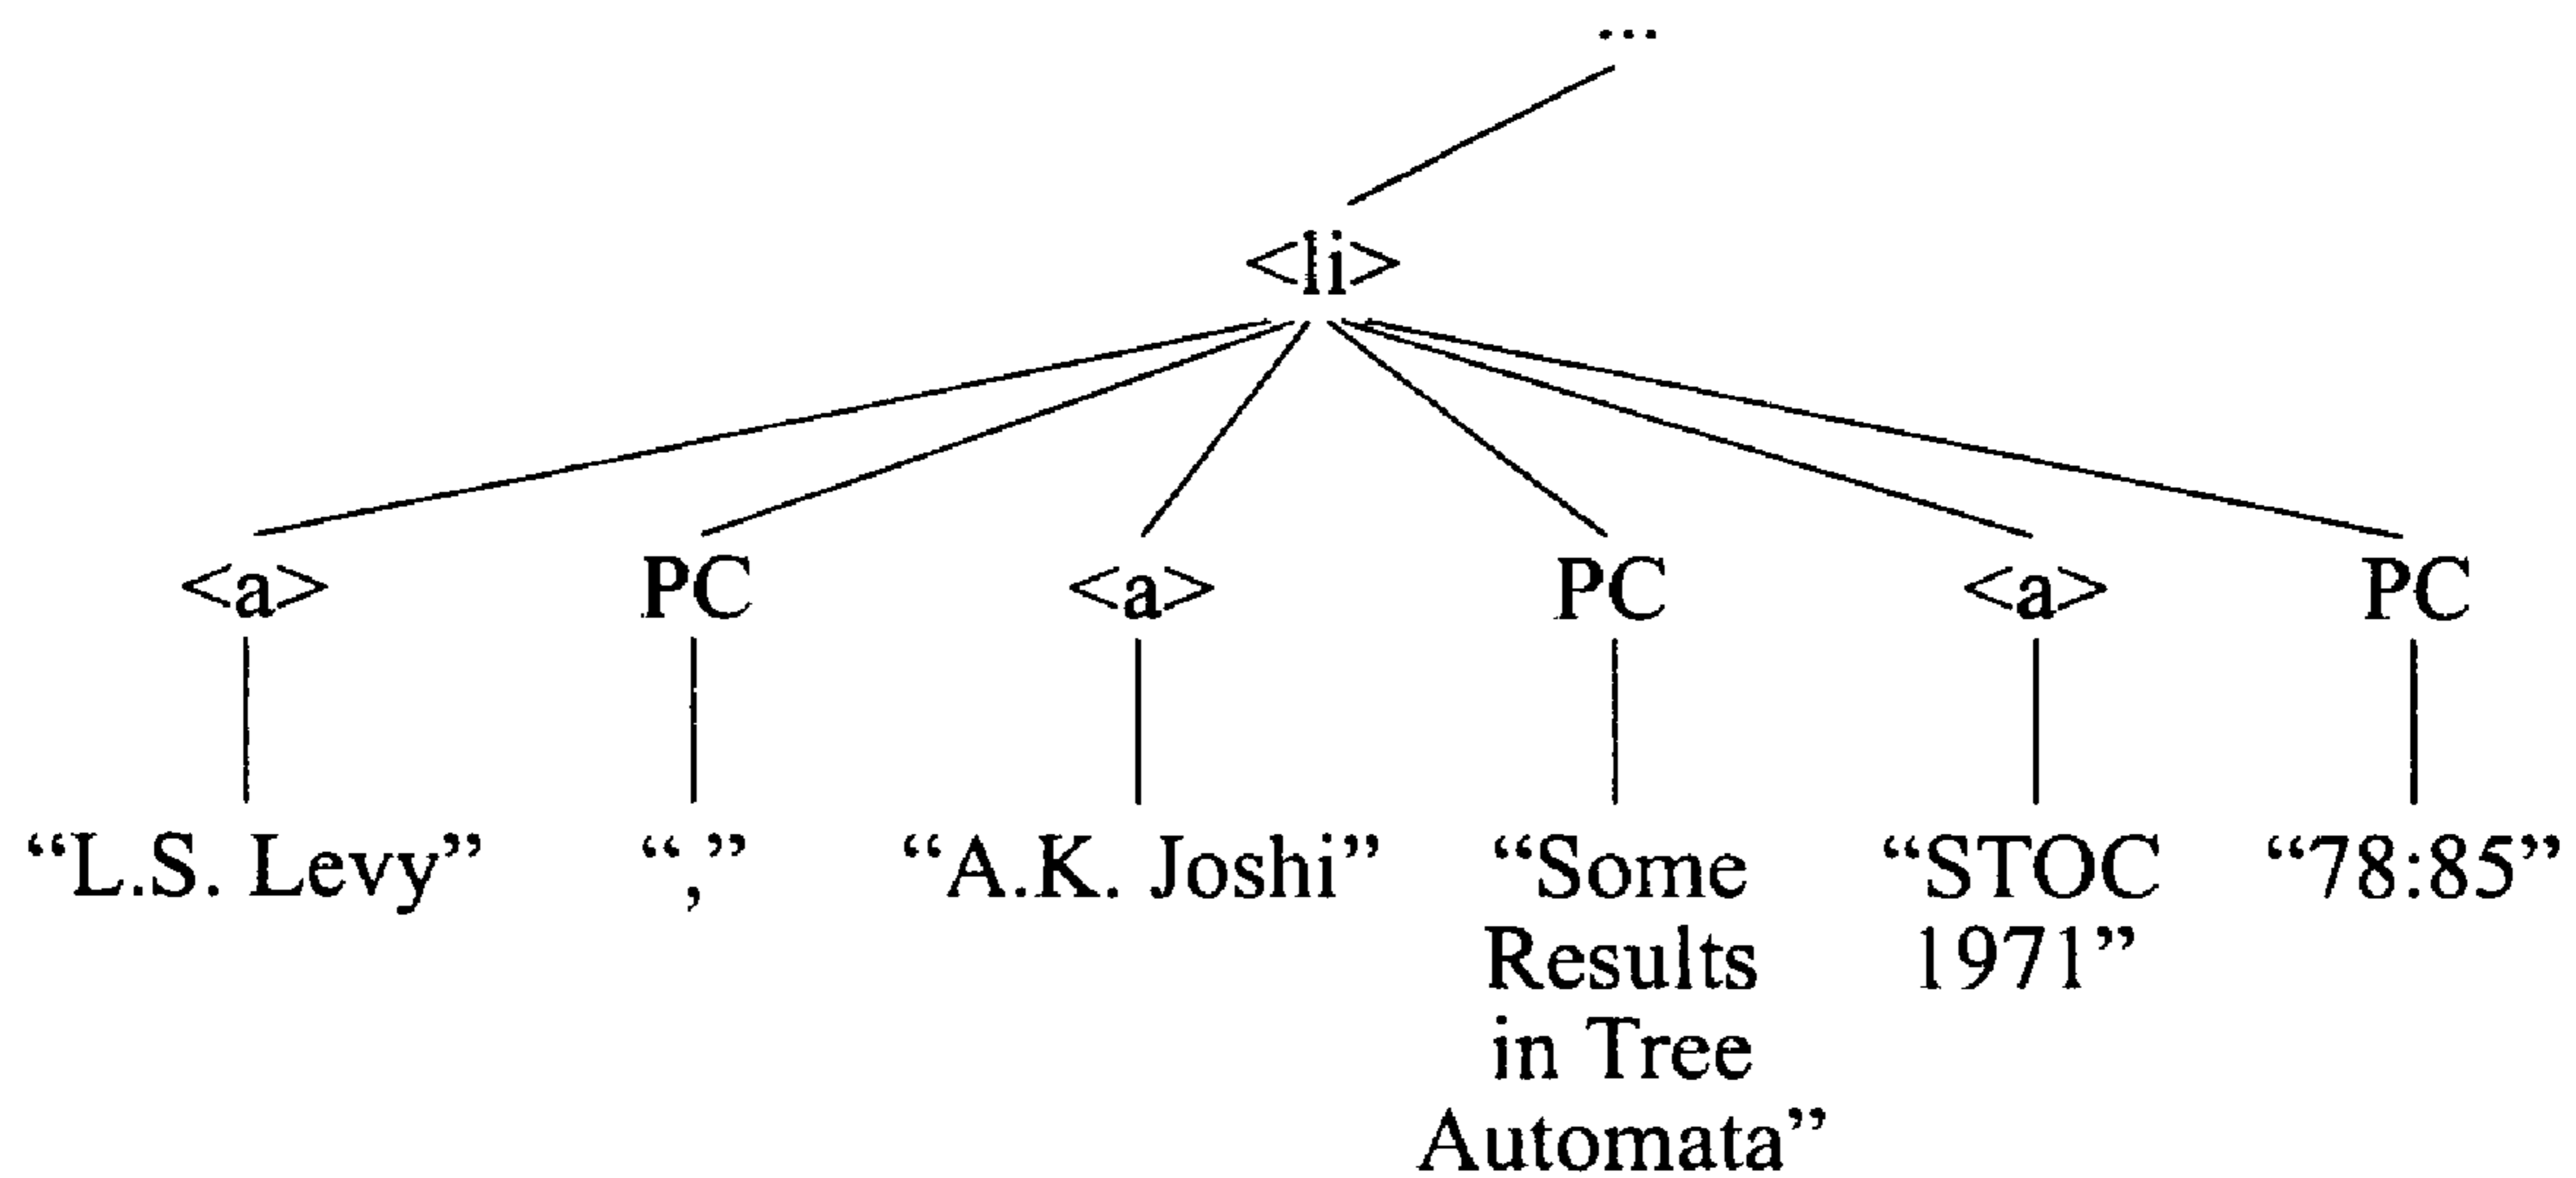 ...
<li>
<a> PC <a> PC <a> PC
“L.S. Levy” “,” “A.K. Joshi” “Some “STOC “78:85”
Results 1971”
in Tree
Automata”